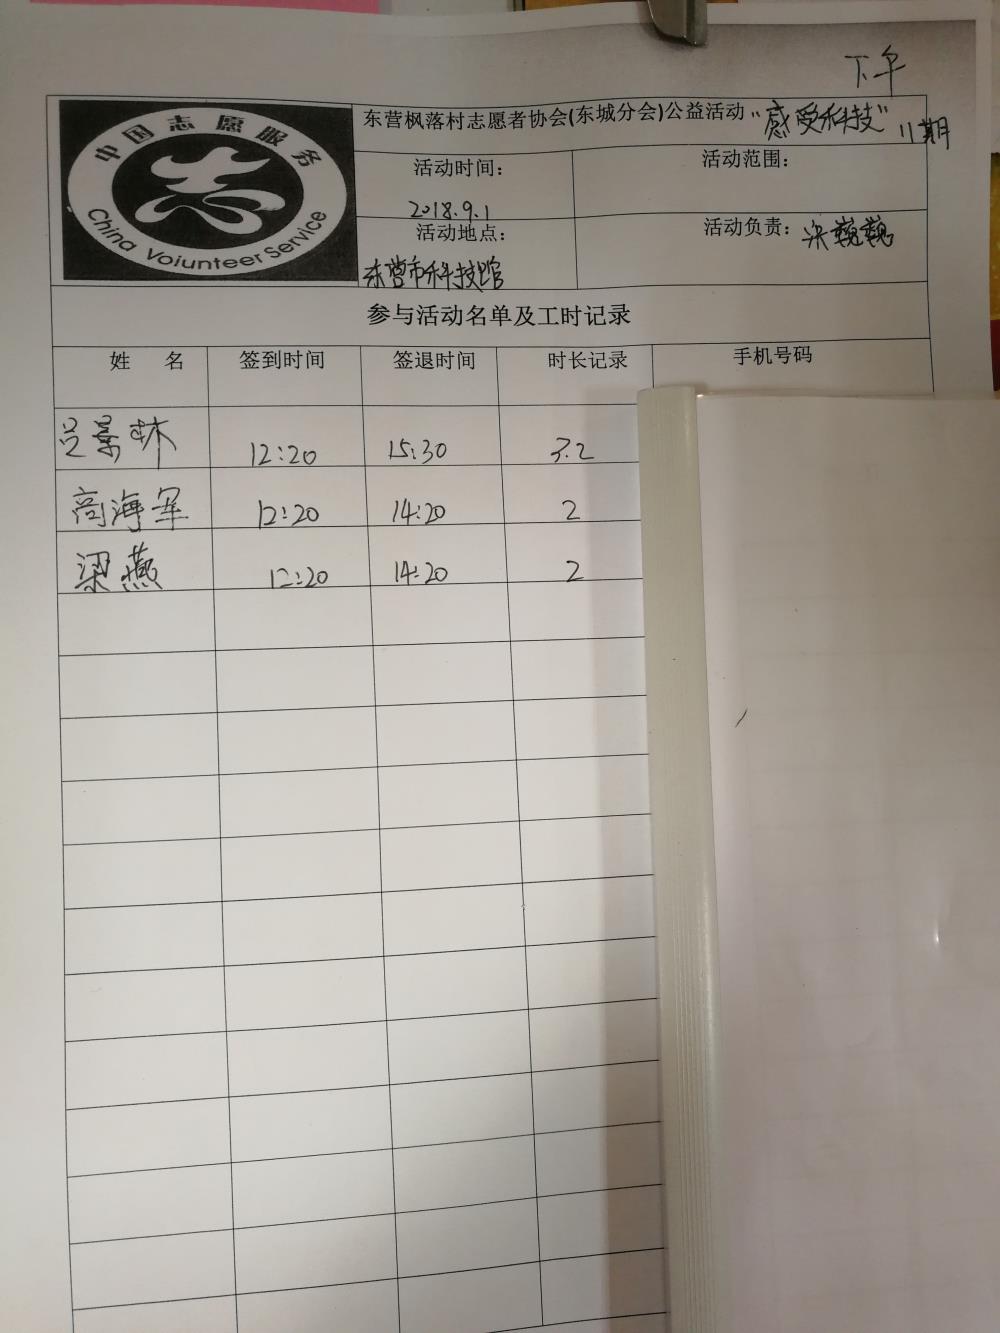 下午
中国志愿服务
China Voiunteer Service
东营枫落村志愿者协会(东城分会)公益活动"感受科技"11期
活动时间:
2018.9.1
活动范围:
活动地点:
东营市科技馆
活动负责:巍巍
参与活动名单及工时记录
姓 名 签到时间 签退时间 时长记录 手机号码
12:20 15:30 3.2
高海军 12:20 14:20 2
梁燕 12:20 14:20 2